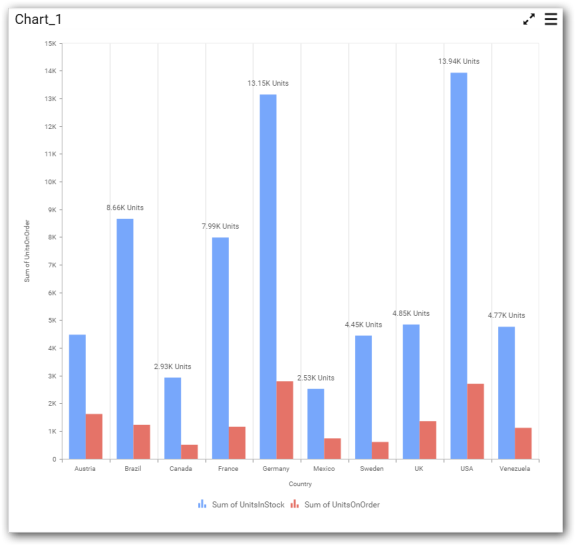 Chart_1
15K
14K
13.94K Units
13.15K Units
13K
12K
11K
10K
9K
8.66K Units
8K
7.99K Units
7K
6K
5K
4.85K Units
4.77K Units
4.45K Units
4K
3K
2.93K Units
2.53K Units
2K
1K
0
Sum of UnitsOnOrder
Austria Brazil Canada France Germany Mexico Sweden UK USA Venezuela
Country
Sum of UnitsInStock Sum of UnitsOnOrder